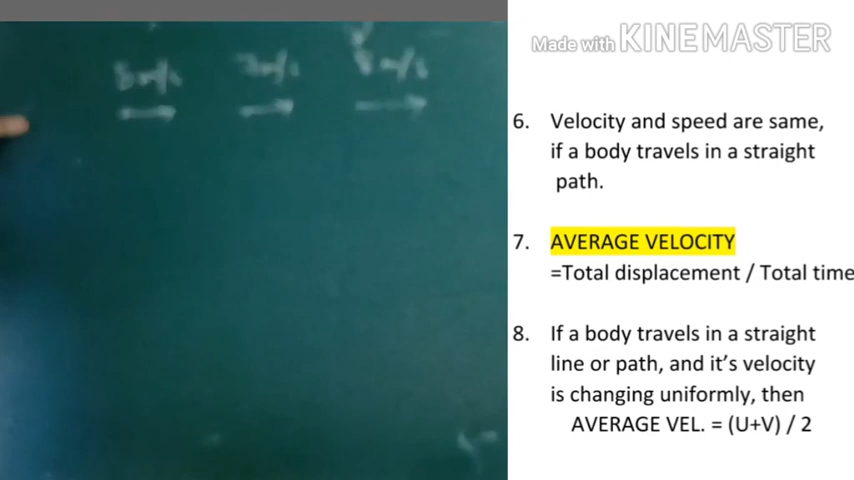 Made with KINEMASTER
6. Velocity and speed are same,
if a body travels in a straight
path.
7. AVERAGE VELOCITY
=Total displacement / Total time
8. If a body travels in a straight
line or path, and it's velocity
is changing uniformly, then
AVERAGE VEL. = (U+V) / 2